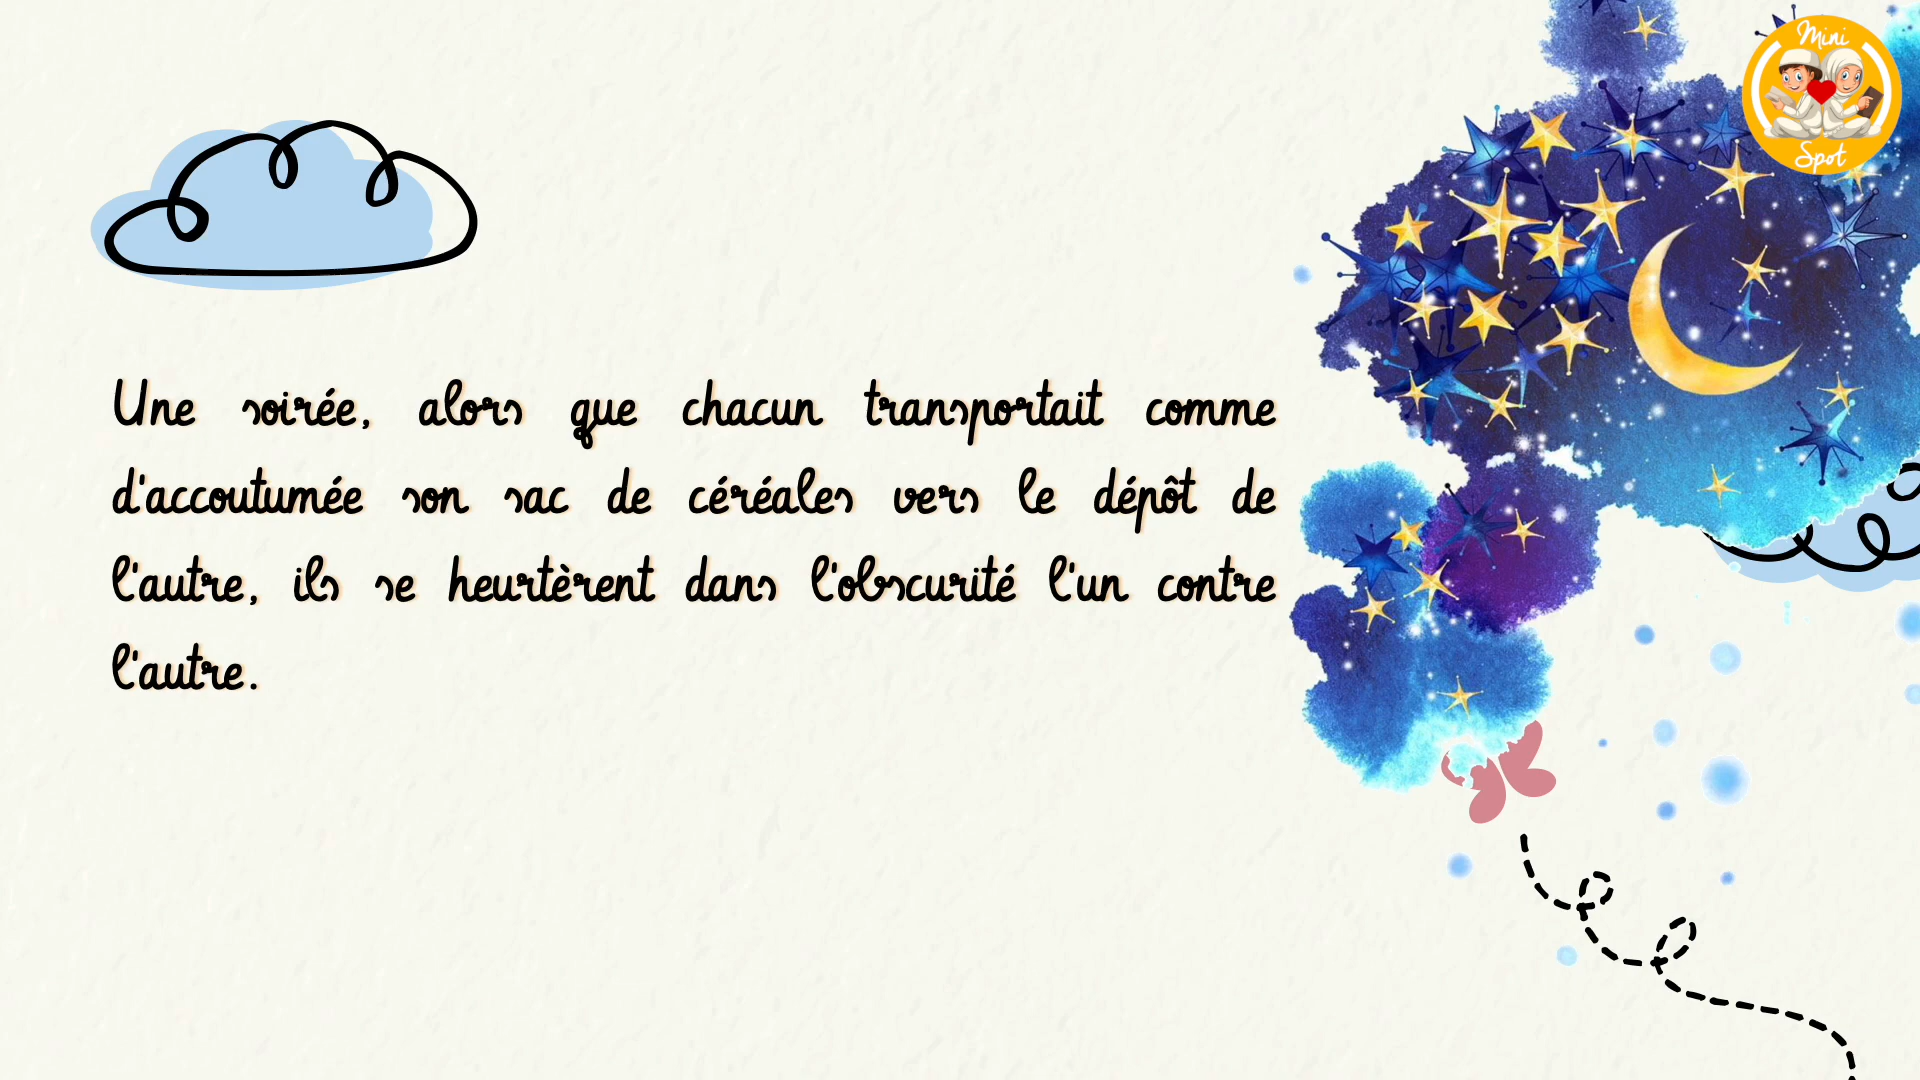 Mini
Spot
Une soirée, alors que chacun transportait comme
d'accoutumée son sac de céréales vers le dépôt de
l'autre, ils se heurtèrent dans l'obscurité l'un contre
l'autre.